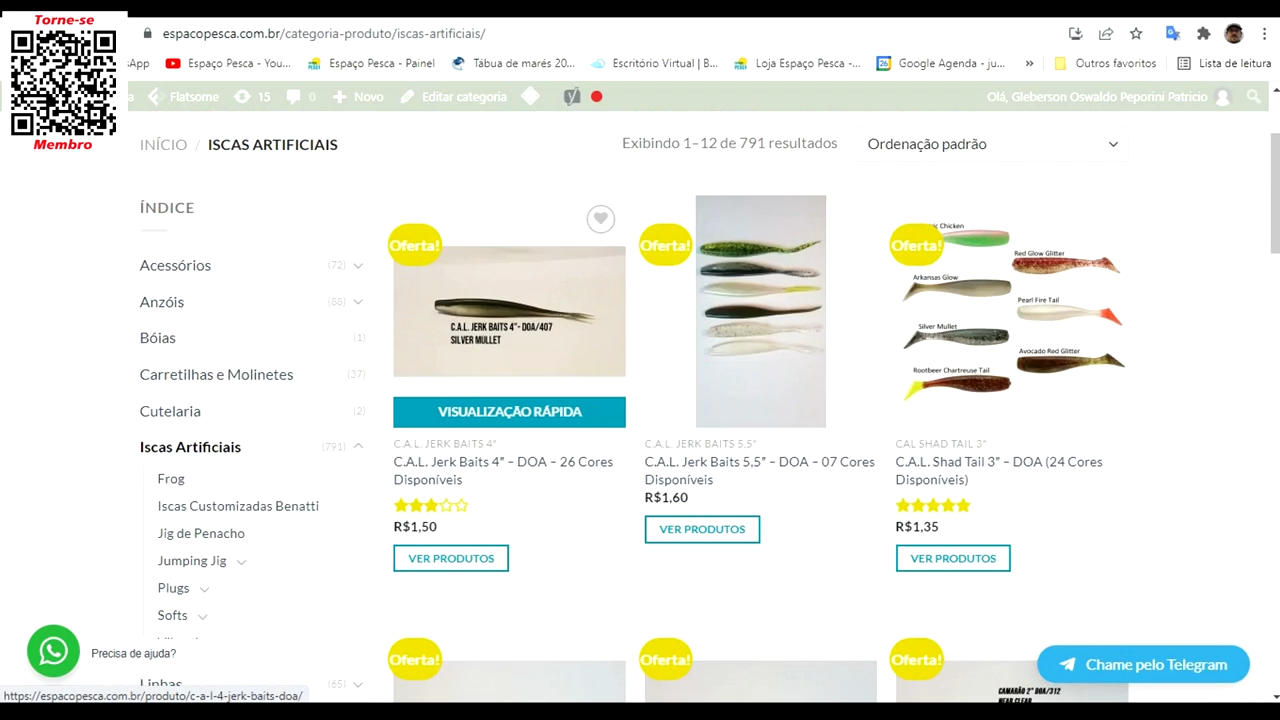 Torne-se
Membro
espacopesca.com.br/categoria-produto/iscas-artificiais/
App
Espaço Pesca - You...
Espaço Pesca - Painel
Tábua de marés 20...
Escritório Virtual | B...
Loja Espaço Pesca -...
26
Google Agenda - ju...
»
Outros favoritos
Lista de leitura
Flatsome
15
0
Novo
Editar categoria
Olá, Gleberson Oswaldo Peporini Patricio
INÍCIO / ISCAS ARTIFICIAIS
Exibindo 1–12 de 791 resultados
Ordenação padrão
ÍNDICE
Acessórios (72)
Anzóis (88)
Bóias (1)
Carretilhas e Molinetes (37)
Cutelaria (2)
Iscas Artificiais (791)
Frog
Iscas Customizadas Benatti
Jig de Penacho
Jumping Jig
Plugs
Softs
Linhas (65)
Oferta!
C.A.L. JERK BAITS 4"- DOA/407
SILVER MULLET
VISUALIZAÇÃO RÁPIDA
C.A.L. JERK BAITS 4"
C.A.L. Jerk Baits 4″ – DOA – 26 Cores
Disponíveis
R$1,50
VER PRODUTOS
Oferta!
C.A.L. JERK BAITS 5.5"
C.A.L. Jerk Baits 5,5″ – DOA – 07 Cores
Disponíveis
R$1,60
VER PRODUTOS
Oferta!
Chicken
Red Glow Glitter
Arkansas Glow
Pearl Fire Tail
Silver Mullet
Avocado Red Glitter
Rootbeer Chartreuse Tail
CAL SHAD TAIL 3"
C.A.L. Shad Tail 3″ – DOA (24 Cores
Disponíveis)
R$1,35
VER PRODUTOS
Oferta!
Oferta!
Oferta!
CAMARÃO 2" DOA/312
NEAR CLEAR
Precisa de ajuda?
Chame pelo Telegram
https://espacopesca.com.br/produto/c-a-l-4-jerk-baits-doa/